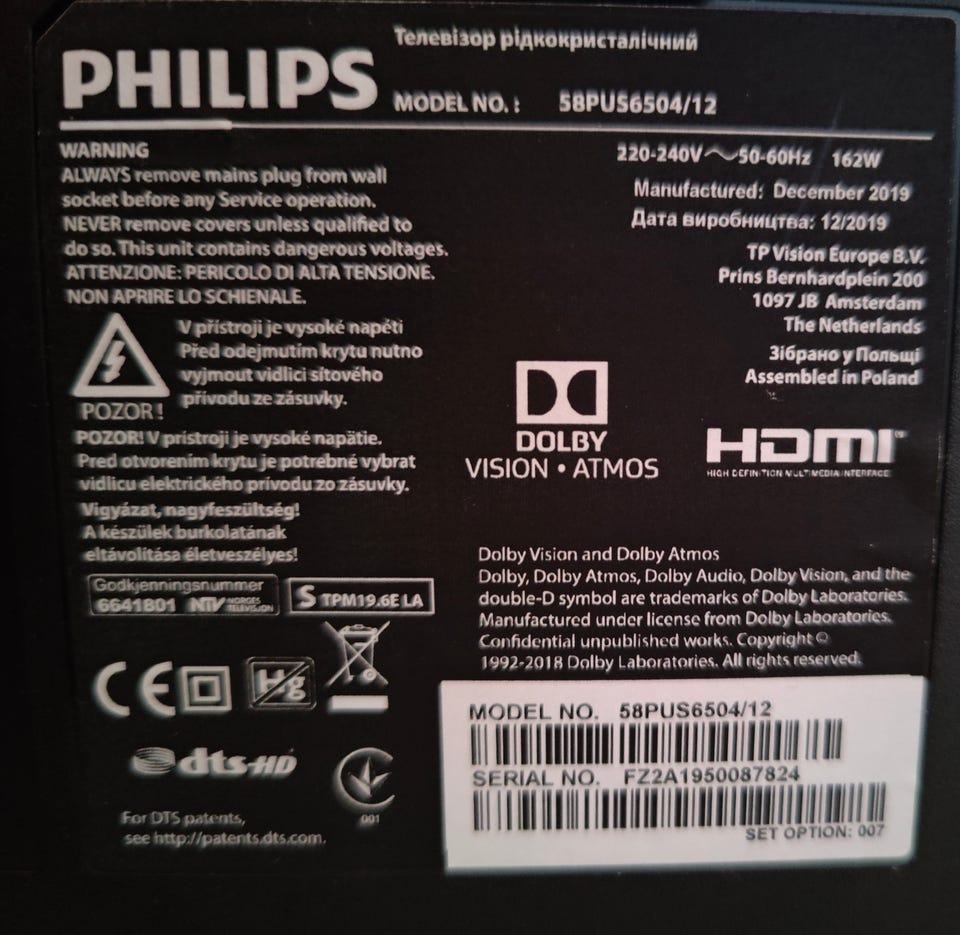 PHILIPS
Телевізор рідкокристалічний
MODEL NO. : 58PUS6504/12
WARNING
ALWAYS remove mains plug from wall
socket before any Service operation.
NEVER remove covers unless qualified to
do so. This unit contains dangerous voltages.
ATTENZIONE: PERICOLO DI ALTA TENSIONE.
NON APRIRE LO SCHIENALE.
V přístroji je vysoké napětí
Před odejmutím krytu nutno
vyjmout vidlici síťového
přívodu ze zásuvky.
POZOR !
POZOR! V prístroji je vysoké napätie.
Pred otvorením krytu je potrebné vybrat
vidlicu elektrického prívodu zo zásuvky.
Vigyázat, nagyfeszültség!
A készülek burkolatának
eltávolítása életveszélyes!
Godkjenningsnummer
6641801 NTV NORGES TELEVISJON
S TPM19.6E LA
CE
Hg
dts-HD
001
For DTS patents,
see http://patents.dts.com.
220-240V~50-60Hz 162W
Manufactured: December 2019
Дата виробництва: 12/2019
TP Vision Europe B.V.
Prins Bernhardplein 200
1097 JB Amsterdam
The Netherlands
Зібрано у Польщі
Assembled in Poland
DOLBY
VISION • ATMOS
HDMI™
HIGH DEFINITION MULTIMEDIA INTERFACE
Dolby Vision and Dolby Atmos
Dolby, Dolby Atmos, Dolby Audio, Dolby Vision, and the
double-D symbol are trademarks of Dolby Laboratories.
Manufactured under license from Dolby Laboratories.
Confidential unpublished works. Copyright ©
1992-2018 Dolby Laboratories. All rights reserved.
MODEL NO. 58PUS6504/12
SERIAL NO. FZ2A1950087824
SET OPTION: 007